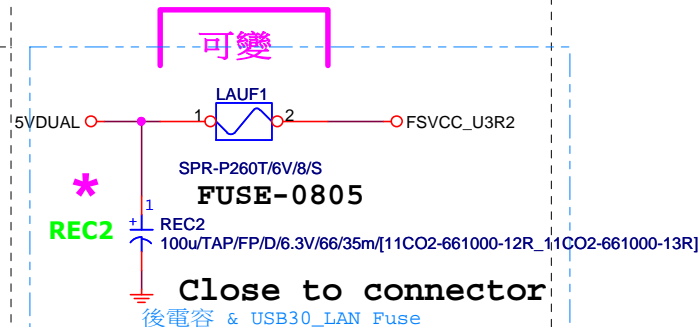 可變
LAUF1
5VDUAL 1 2 FSVCC_U3R2
SPR-P260T/6V/8/S
FUSE-0805
*
1
REC2 + REC2
100u/TAP/FP/D/6.3V/66/35m/[11CO2-661000-12R_11CO2-661000-13R]
Close to connector
後電容 & USB30_LAN Fuse